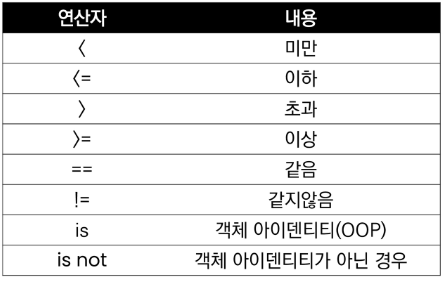 연산자 내용
< 미만
<= 이하
> 초과
>= 이상
== 같음
!= 같지않음
is 객체 아이덴티티(OOP)
is not 객체 아이덴티티가 아닌 경우